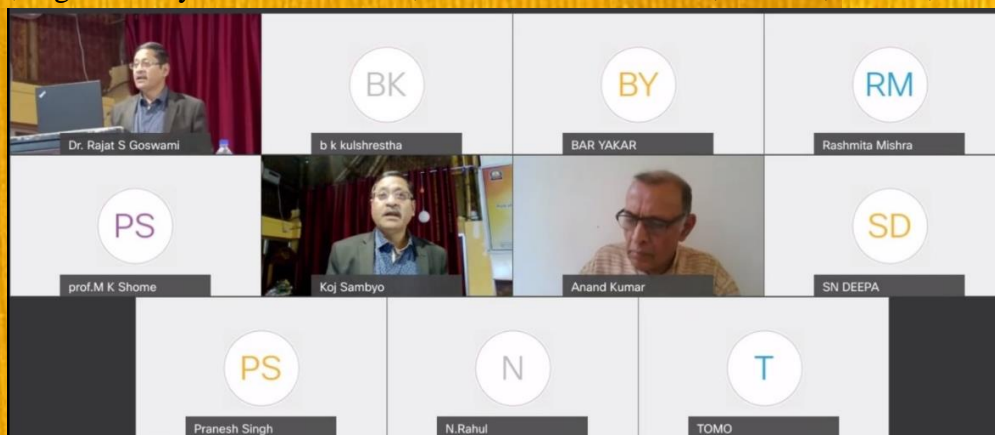 BK
BY
RM
Dr. Rajat S Goswami
b k kulshrestha
BAR YAKAR
Rashmita Mishra
PS
SD
prof.M K Shome
Koj Sambyo
Anand Kumar
SN DEEPA
PS
N
T
Pranesh Singh
N.Rahul
TOMO